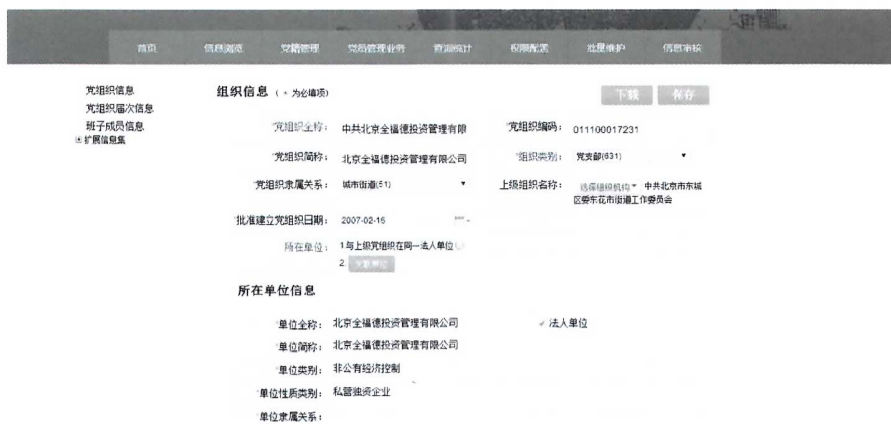 首页 信息浏览 党籍管理 党员管理业务 查询统计 权限配送 批量维护 信息审核
党组织信息
党组织届次信息
班子成员信息
扩展信息集
组织信息 ( * 为必填项) 下载 保存
*党组织全称： 中共北京全福德投资管理有限 *党组织编码： 011100017231
*党组织简称： 北京全福德投资管理有限公司 *组织类别： 党支部(631)
*党组织隶属关系： 城市街道(51) 上级组织名称： 选择组织机构 中共北京市东城
区委东花市街道工作委员会
*批准建立党组织日期： 2007-02-16
所在单位： 1.与上级党组织在同一法人单位
2. 关联单位
所在单位信息
*单位全称： 北京全福德投资管理有限公司 ✓ 法人单位
*单位简称： 北京全福德投资管理有限公司
*单位类别： 非公有经济控制
*单位性质类别： 私营独资企业
*单位隶属关系：